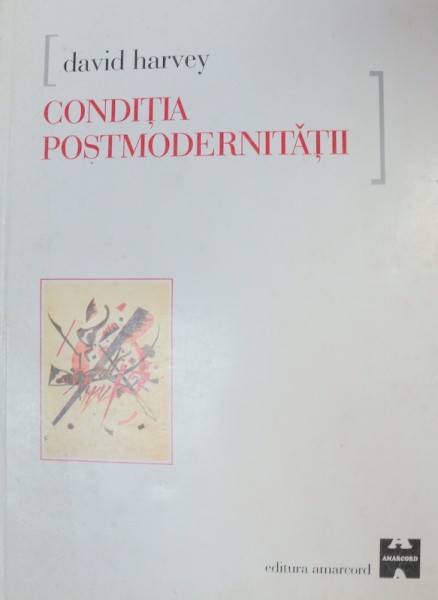 [ david harvey
CONDIȚIA
POSTMODERNITĂȚII ]
editura amarcord
A
AMARCORD
A